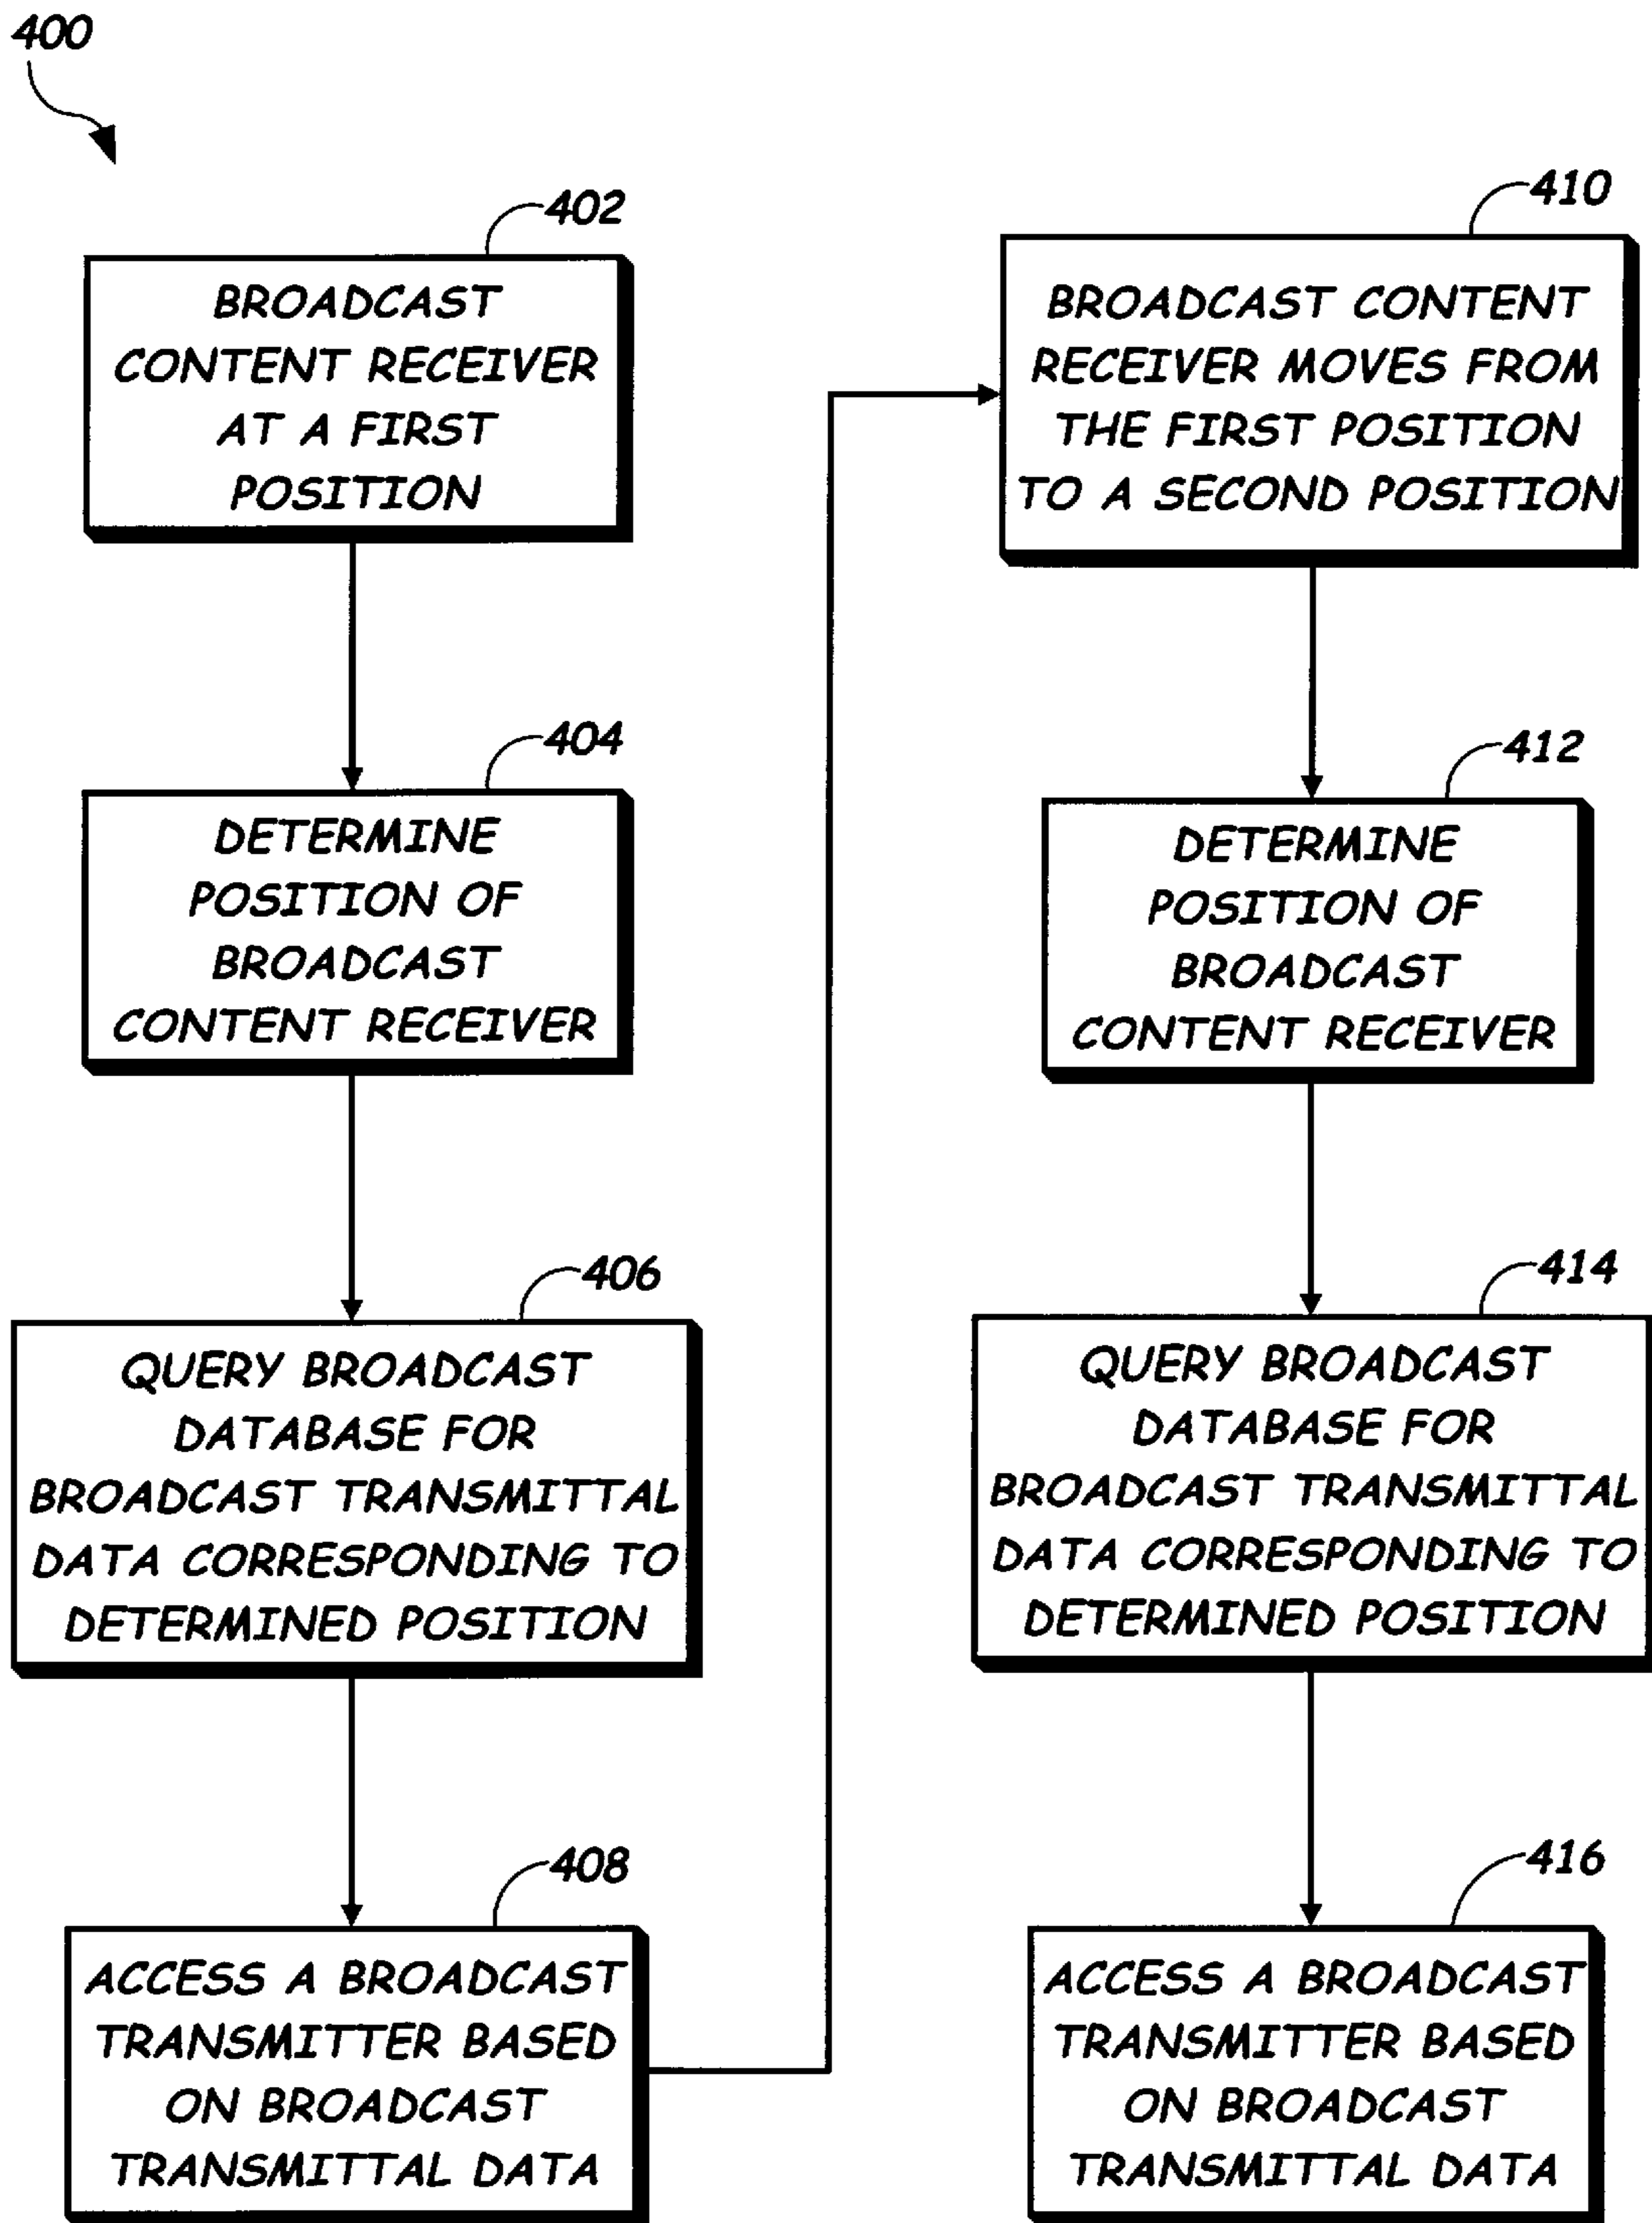 400
402
BROADCAST
CONTENT RECEIVER
AT A FIRST
POSITION
404
DETERMINE
POSITION OF
BROADCAST
CONTENT RECEIVER
406
QUERY BROADCAST
DATABASE FOR
BROADCAST TRANSMITTAL
DATA CORRESPONDING TO
DETERMINED POSITION
408
ACCESS A BROADCAST
TRANSMITTER BASED
ON BROADCAST
TRANSMITTAL DATA
410
BROADCAST CONTENT
RECEIVER MOVES FROM
THE FIRST POSITION
TO A SECOND POSITION
412
DETERMINE
POSITION OF
BROADCAST
CONTENT RECEIVER
414
QUERY BROADCAST
DATABASE FOR
BROADCAST TRANSMITTAL
DATA CORRESPONDING TO
DETERMINED POSITION
416
ACCESS A BROADCAST
TRANSMITTER BASED
ON BROADCAST
TRANSMITTAL DATA